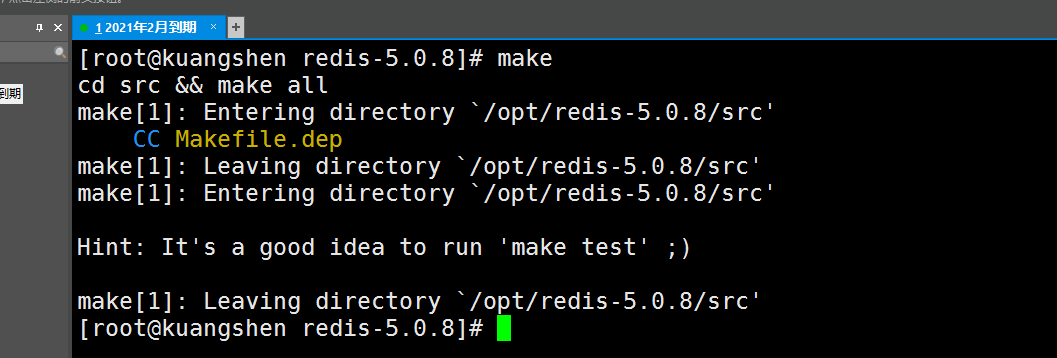 1 2021年2月到期 × +
到期
[root@kuangshen redis-5.0.8]# make
cd src && make all
make[1]: Entering directory `/opt/redis-5.0.8/src'
CC Makefile.dep
make[1]: Leaving directory `/opt/redis-5.0.8/src'
make[1]: Entering directory `/opt/redis-5.0.8/src'
Hint: It's a good idea to run 'make test' ;)
make[1]: Leaving directory `/opt/redis-5.0.8/src'
[root@kuangshen redis-5.0.8]#